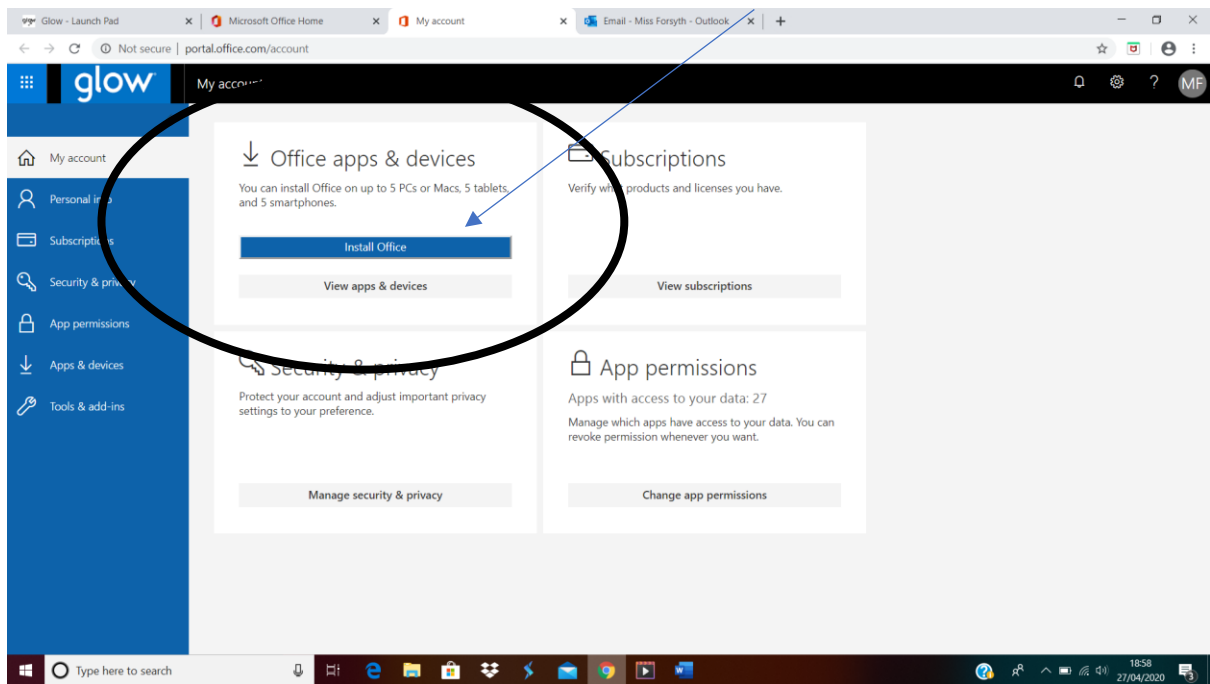 Glow - Launch Pad
Microsoft Office Home
My account
Email - Miss Forsyth - Outlook
Not secure | portal.office.com/account
glow
My
MF
My account
Personal
Subscriptions
Security & privacy
App permissions
Apps & devices
Tools & add-ins
Office apps & devices
You can install Office on up to 5 PCs or Macs, 5 tablets,
and 5 smartphones.
Install Office
View apps & devices
Subscriptions
Verify what products and licenses you have.
View subscriptions
Security & privacy
Protect your account and adjust important privacy
settings to your preference.
Manage security & privacy
App permissions
Apps with access to your data: 27
Manage which apps have access to your data. You can
revoke permission whenever you want.
Change app permissions
Type here to search
18:58
27/04/2020
3